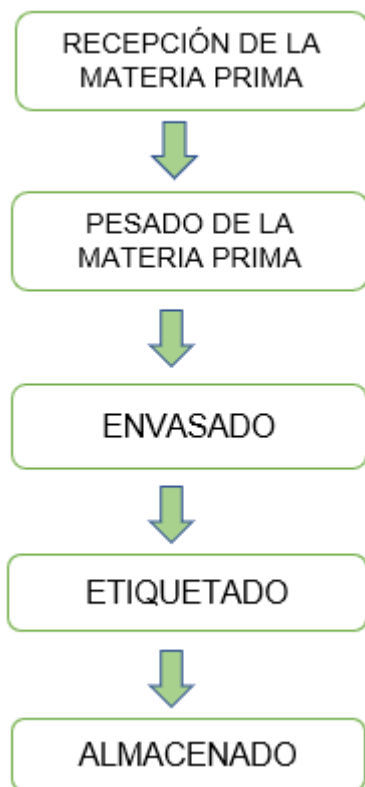 RECEPCIÓN DE LA
MATERIA PRIMA
PESADO DE LA
MATERIA PRIMA
ENVASADO
ETIQUETADO
ALMACENADO